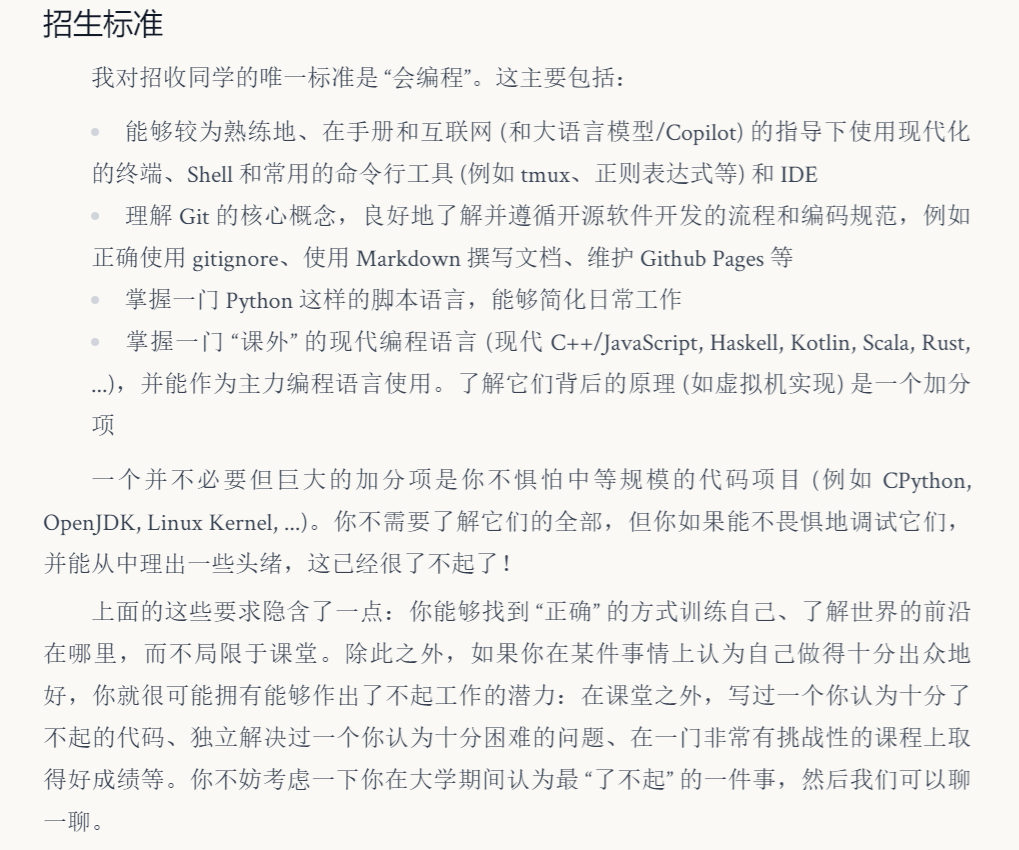 招生标准
我对招收同学的唯一标准是 “会编程”。这主要包括：
• 能够较为熟练地、在手册和互联网 (和大语言模型/Copilot) 的指导下使用现代化
的终端、Shell 和常用的命令行工具 (例如 tmux、正则表达式等) 和 IDE
• 理解 Git 的核心概念，良好地了解并遵循开源软件开发的流程和编码规范，例如
正确使用 gitignore、使用 Markdown 撰写文档、维护 Github Pages 等
• 掌握一门 Python 这样的脚本语言，能够简化日常工作
• 掌握一门 “课外” 的现代编程语言 (现代 C++/JavaScript, Haskell, Kotlin, Scala, Rust,
...)，并能作为主力编程语言使用。了解它们背后的原理 (如虚拟机实现) 是一个加分
项
一个并不必要但巨大的加分项是你不惧怕中等规模的代码项目 (例如 CPython,
OpenJDK, Linux Kernel, ...)。你不需要了解它们的全部，但你如果能不畏惧地调试它们，
并能从中理出一些头绪，这已经很了不起了！
上面的这些要求隐含了一点：你能够找到 “正确” 的方式训练自己、了解世界的前沿
在哪里，而不局限于课堂。除此之外，如果你在某件事情上认为自己做得十分出众地
好，你就很可能拥有能够作出了不起工作的潜力：在课堂之外，写过一个你认为十分了
不起的代码、独立解决过一个你认为十分困难的问题、在一门非常有挑战性的课程上取
得好成绩等。你不妨考虑一下你在大学期间认为最 “了不起” 的一件事，然后我们可以聊
一聊。